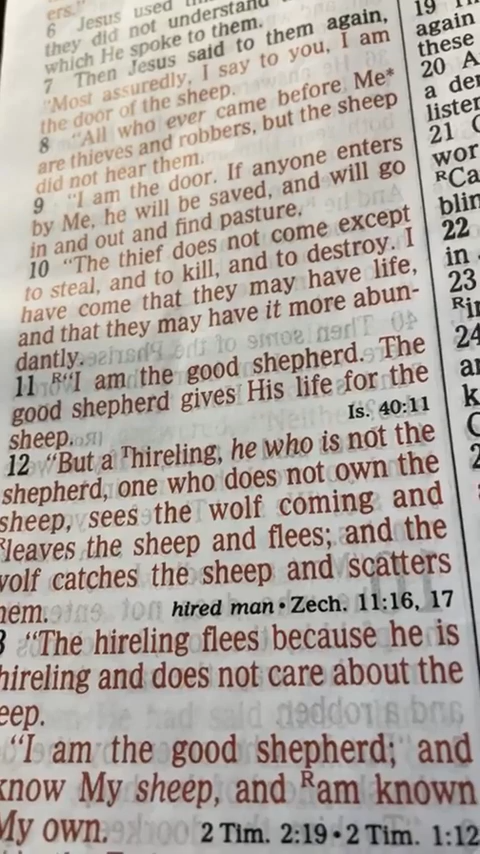 ers."
6 Jesus used
they did not understand
which He spoke to them.
7 Then Jesus said to them again,
"Most assuredly, I say to you, I am
the door of the sheep.
8 "All who ever came before Me*
are thieves and robbers, but the sheep
did not hear them.
9 "I am the door. If anyone enters
by Me, he will be saved, and will go
in and out and find pasture.
10 "The thief does not come except
to steal, and to kill, and to destroy. I
have come that they may have life,
and that they may have it more abun-
dantly.
11 R"I am the good shepherd. The
good shepherd gives His life for the
sheep.
Is. 40:11
12 "But a Thireling, he who is not the
shepherd, one who does not own the
sheep, sees the wolf coming and
Rleaves the sheep and flees; and the
wolf catches the sheep and scatters
hem.
hired man • Zech. 11:16, 17
3 "The hireling flees because he is
hireling and does not care about the
eep.
"I am the good shepherd; and
know My sheep, and Ram known
My own.
2 Tim. 2:19 • 2 Tim. 1:12
19
again
these
20
a
listen
21
wor
RCa
blin
22
in
23
Rin
24